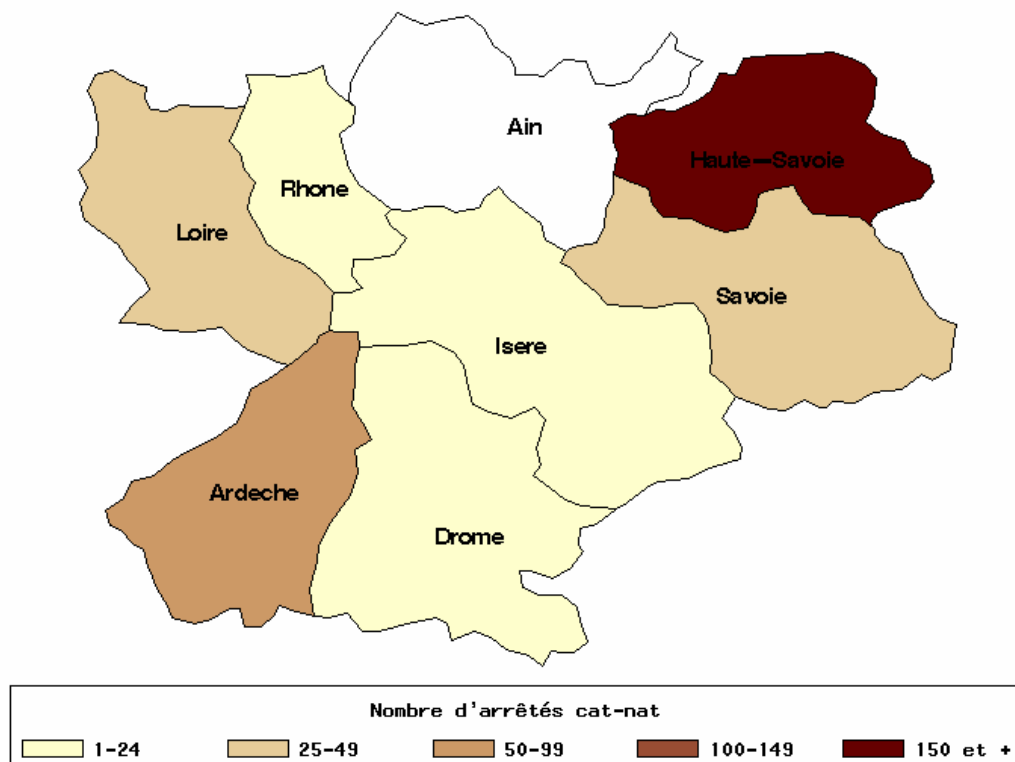 Ain
Haute-Savoie
Rhone
Loire
Savoie
Isere
Ardeche
Drome
Nombre d'arrêtés cat-nat
1-24 25-49 50-99 100-149 150 et +